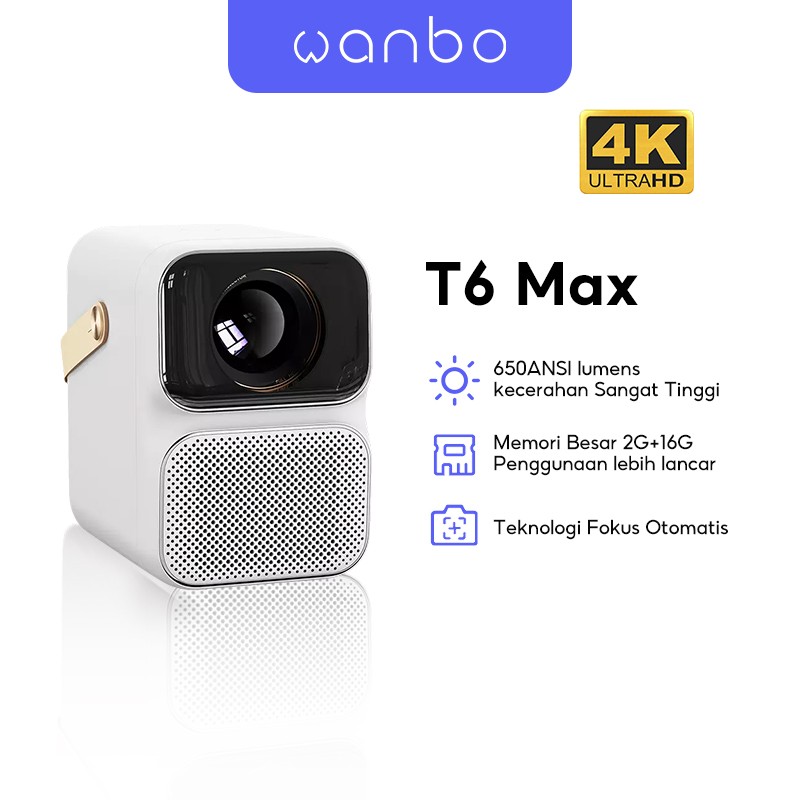 wanbo
4K
ULTRAHD
T6 Max
650ANSI lumens
kecerahan Sangat Tinggi
Memori Besar 2G+16G
Penggunaan lebih lancar
Teknologi Fokus Otomatis